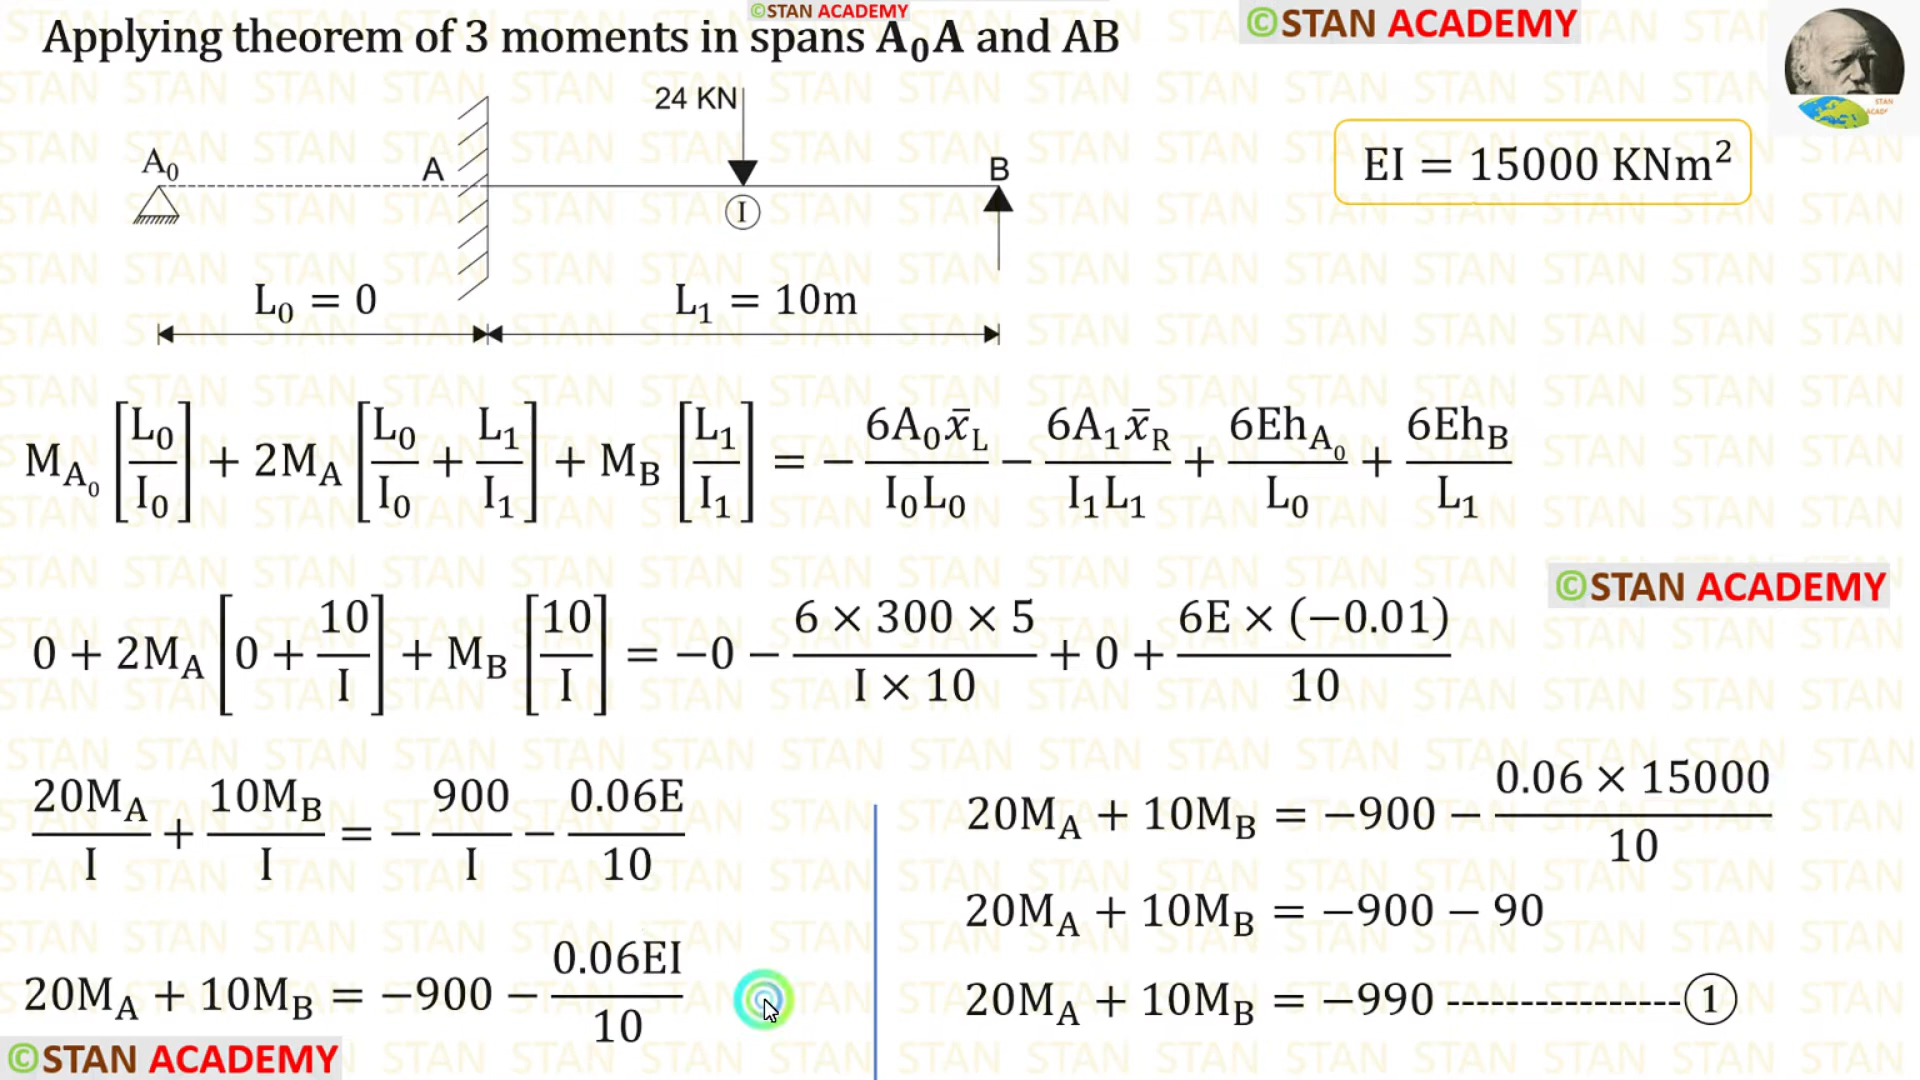 ©STAN ACADEMY
Applying theorem of 3 moments in spans A₀A and AB
©STAN ACADEMY
STAN ACADEMY
24 KN
A₀ A B
I
EI = 15000 KNm²
L₀ = 0 L₁ = 10m
M_A₀ [L₀/I₀] + 2M_A [L₀/I₀ + L₁/I₁] + M_B [L₁/I₁] = − 6A₀x̄_L/I₀L₀ − 6A₁x̄_R/I₁L₁ + 6Eh_A₀/L₀ + 6Eh_B/L₁
©STAN ACADEMY
0 + 2M_A [0 + 10/I] + M_B [10/I] = −0 − 6 × 300 × 5/I × 10 + 0 + 6E × (−0.01)/10
20M_A/I + 10M_B/I = − 900/I − 0.06E/10
20M_A + 10M_B = −900 − 0.06EI/10
20M_A + 10M_B = −900 − 0.06 × 15000/10
20M_A + 10M_B = −900 − 90
20M_A + 10M_B = −990 ---------------- 1
©STAN ACADEMY